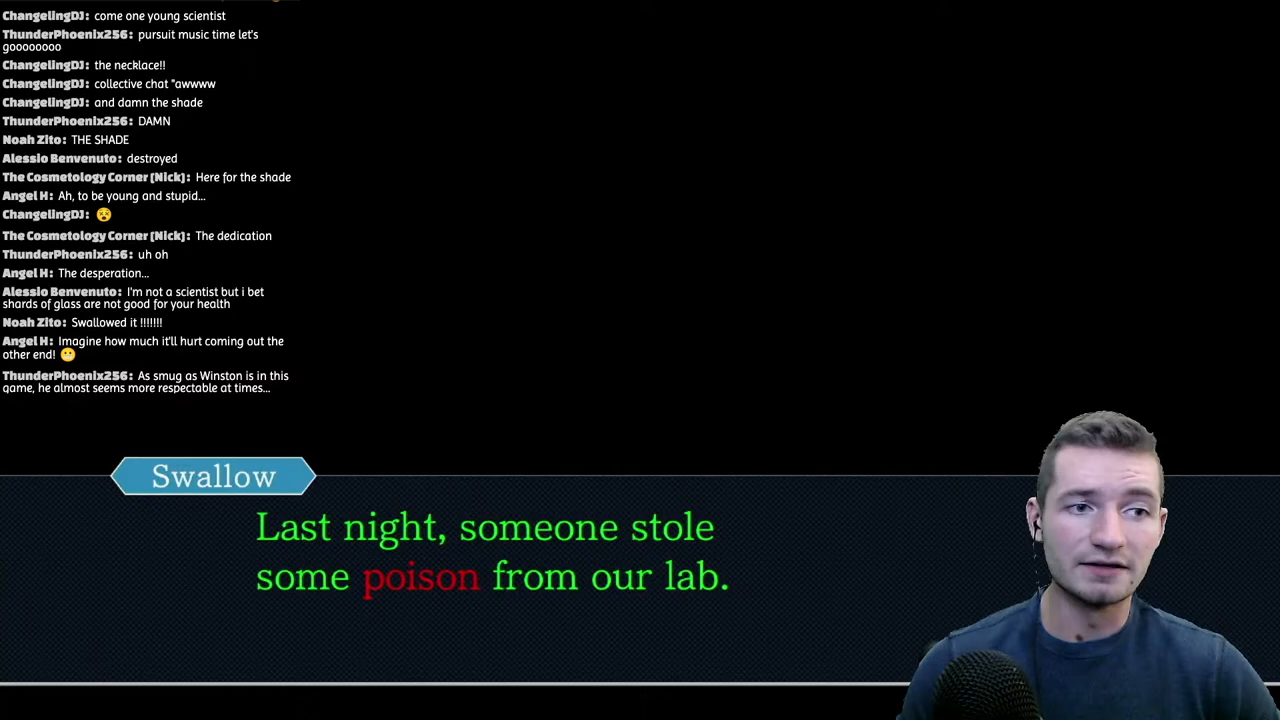 ChangelingDJ: come one young scientist
ThunderPhoenix256: pursuit music time let's
goooooooo
ChangelingDJ: the necklace!!
ChangelingDJ: collective chat "awwww
ChangelingDJ: and damn the shade
ThunderPhoenix256: DAMN
Noah Zito: THE SHADE
Alessio Benvenuto: destroyed
The Cosmetology Corner (Nick): Here for the shade
Angel H: Ah, to be young and stupid...
ChangelingDJ: 😵
The Cosmetology Corner (Nick): The dedication
ThunderPhoenix256: uh oh
Angel H: The desperation...
Alessio Benvenuto: I'm not a scientist but i bet
shards of glass are not good for your health
Noah Zito: Swallowed it !!!!!!!
Angel H: Imagine how much it'll hurt coming out the
other end! 😬
ThunderPhoenix256: As smug as Winston is in this
game, he almost seems more respectable at times...
Swallow
Last night, someone stole
some poison from our lab.